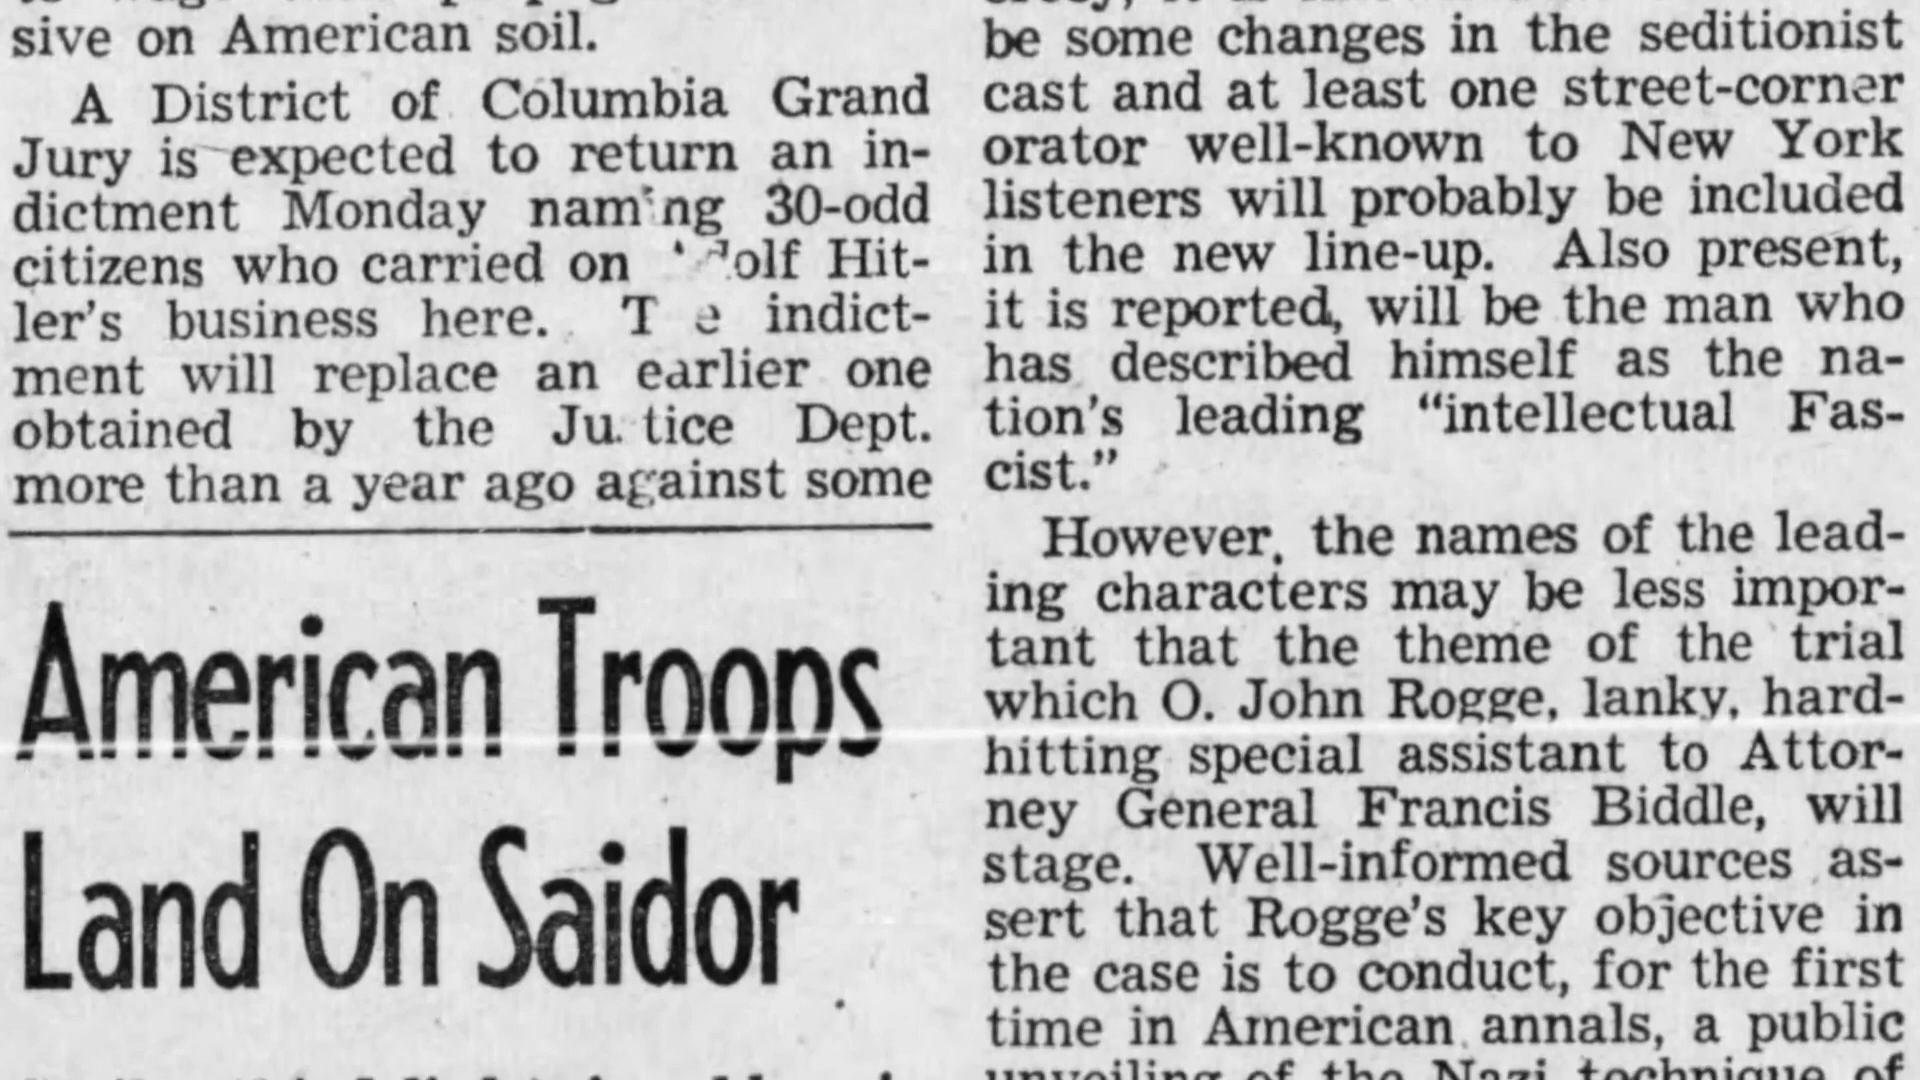 sive on American soil.
A District of Columbia Grand
Jury is expected to return an in-
dictment Monday naming 30-odd
citizens who carried on Adolf Hit-
ler's business here. The indict-
ment will replace an earlier one
obtained by the Justice Dept.
more than a year ago against some
American Troops
Land On Saidor
be some changes in the seditionist
cast and at least one street-corner
orator well-known to New York
listeners will probably be included
in the new line-up. Also present,
it is reported, will be the man who
has described himself as the na-
tion's leading “intellectual Fas-
cist.”
However, the names of the lead-
ing characters may be less impor-
tant that the theme of the trial
which O. John Rogge, lanky, hard-
hitting special assistant to Attor-
ney General Francis Biddle, will
stage. Well-informed sources as-
sert that Rogge's key objective in
the case is to conduct, for the first
time in American annals, a public
unveiling of the Nazi technique of